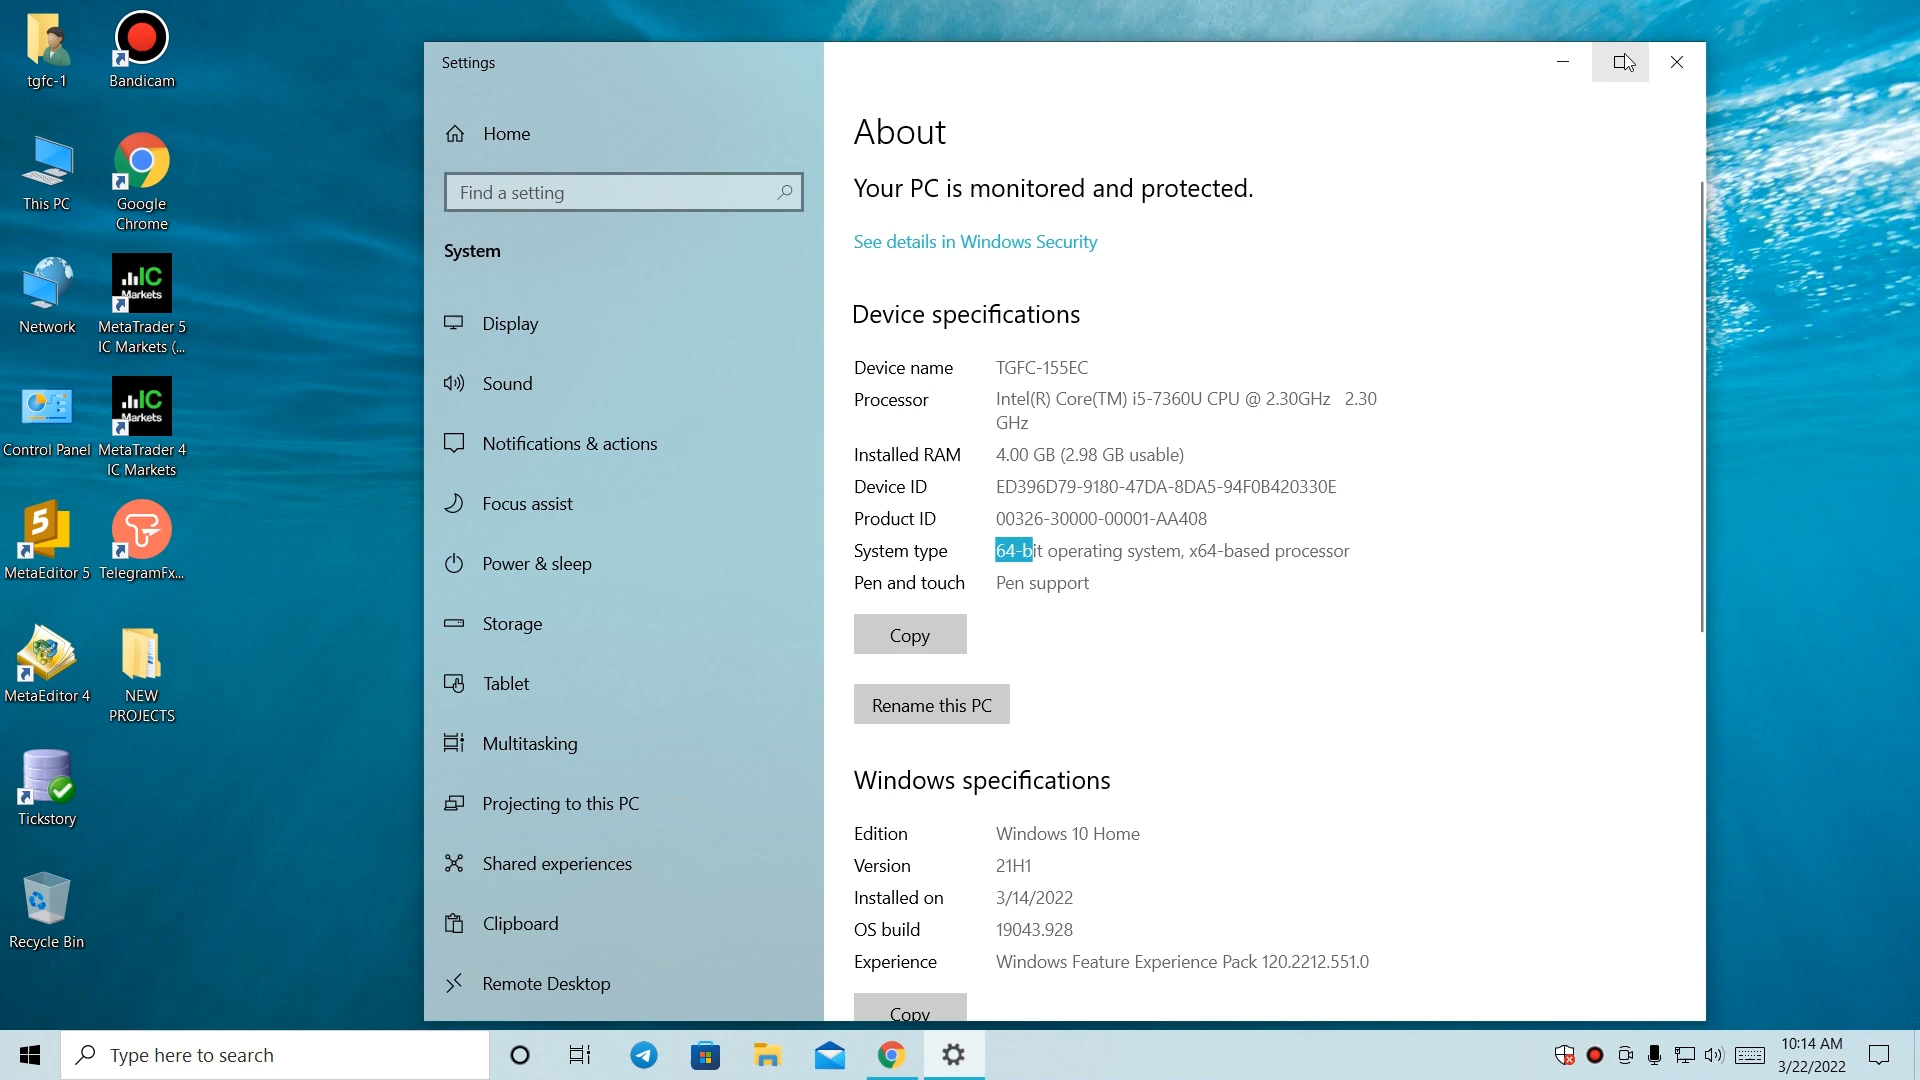 tgfc-1
Bandicam
This PC
Google
Chrome
Network
IC
Markets
MetaTrader 5
IC Markets (...
Control Panel
IC
Markets
MetaTrader 4
IC Markets
5
MetaEditor 5
TelegramFx...
MetaEditor 4
NEW
PROJECTS
Tickstory
Recycle Bin
Settings
Home
Find a setting
System
Display
Sound
Notifications & actions
Focus assist
Power & sleep
Storage
Tablet
Multitasking
Projecting to this PC
Shared experiences
Clipboard
Remote Desktop
About
Your PC is monitored and protected.
See details in Windows Security
Device specifications
Device name TGFC-155EC
Processor Intel(R) Core(TM) i5-7360U CPU @ 2.30GHz 2.30
GHz
Installed RAM 4.00 GB (2.98 GB usable)
Device ID ED396D79-9180-47DA-8DA5-94F0B420330E
Product ID 00326-30000-00001-AA408
System type 64-bit operating system, x64-based processor
Pen and touch Pen support
Copy
Rename this PC
Windows specifications
Edition Windows 10 Home
Version 21H1
Installed on 3/14/2022
OS build 19043.928
Experience Windows Feature Experience Pack 120.2212.551.0
Copy
Type here to search
10:14 AM
3/22/2022